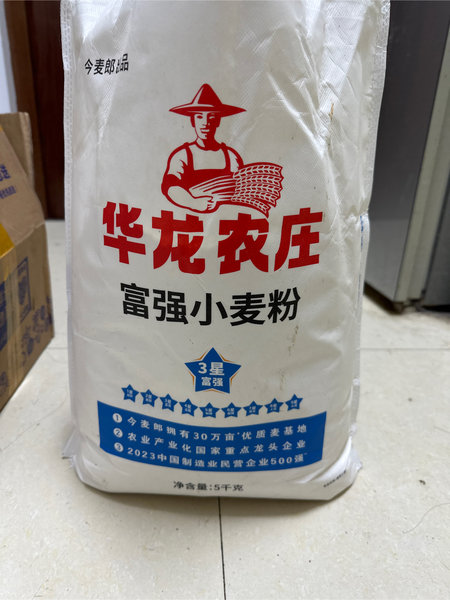 今麦郎出品
华龙农庄
富强小麦粉
3星
富强
1 今麦郎拥有30万亩*优质麦基地
2 农业产业化国家重点龙头企业
3 2023中国制造业民营企业500强*
净含量:5千克